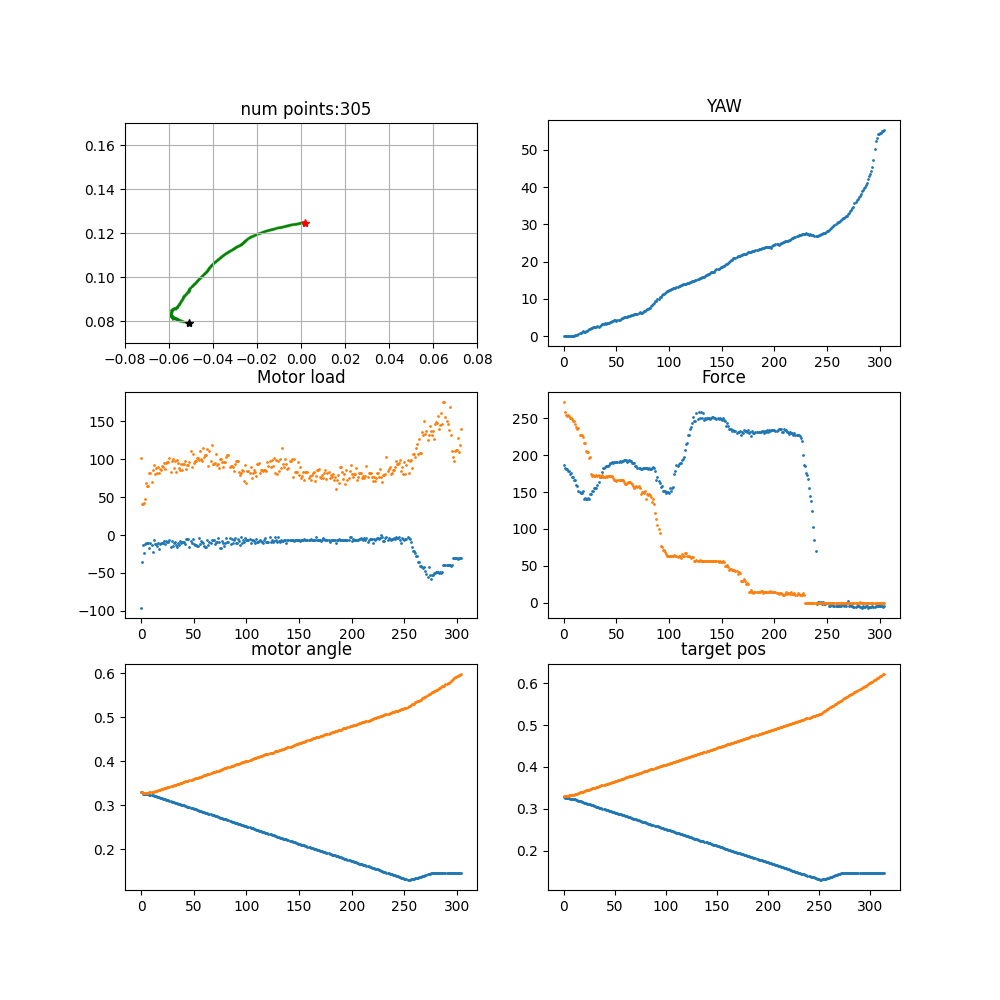 num points:305
YAW
0.16
0.14
0.12
0.10
0.08
−0.08 −0.06 −0.04 −0.02 0.00 0.02 0.04 0.06 0.08
50
40
30
20
10
0
0 50 100 150 200 250 300
Motor load
Force
150
100
50
0
−50
−100
0 50 100 150 200 250 300
250
200
150
100
50
0
0 50 100 150 200 250 300
motor angle
target pos
0.6
0.5
0.4
0.3
0.2
0 50 100 150 200 250 300
0.6
0.5
0.4
0.3
0.2
0 50 100 150 200 250 300